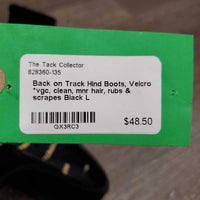 The Tack Collector
628360-135
Back on Track Hind Boots, Velcro
*vgc, clean, mnr hair, rubs &
scrapes Black L
GX3RC3
$48.50